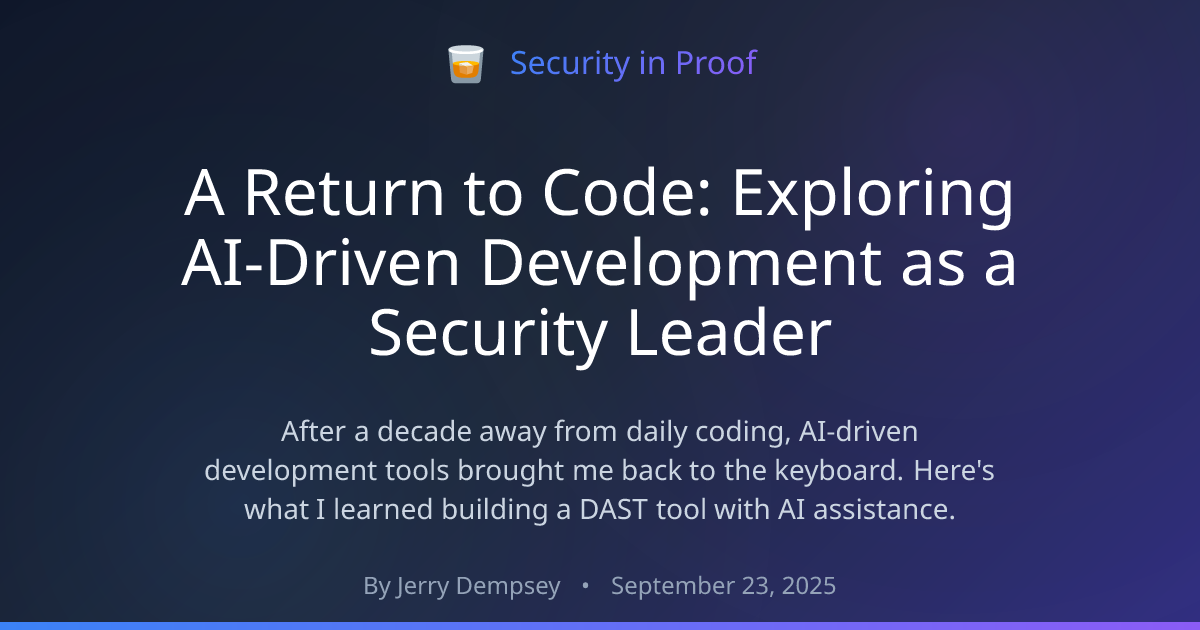 Security in Proof
A Return to Code: Exploring
AI-Driven Development as a
Security Leader
After a decade away from daily coding, AI-driven
development tools brought me back to the keyboard. Here's
what I learned building a DAST tool with AI assistance.
By Jerry Dempsey • September 23, 2025